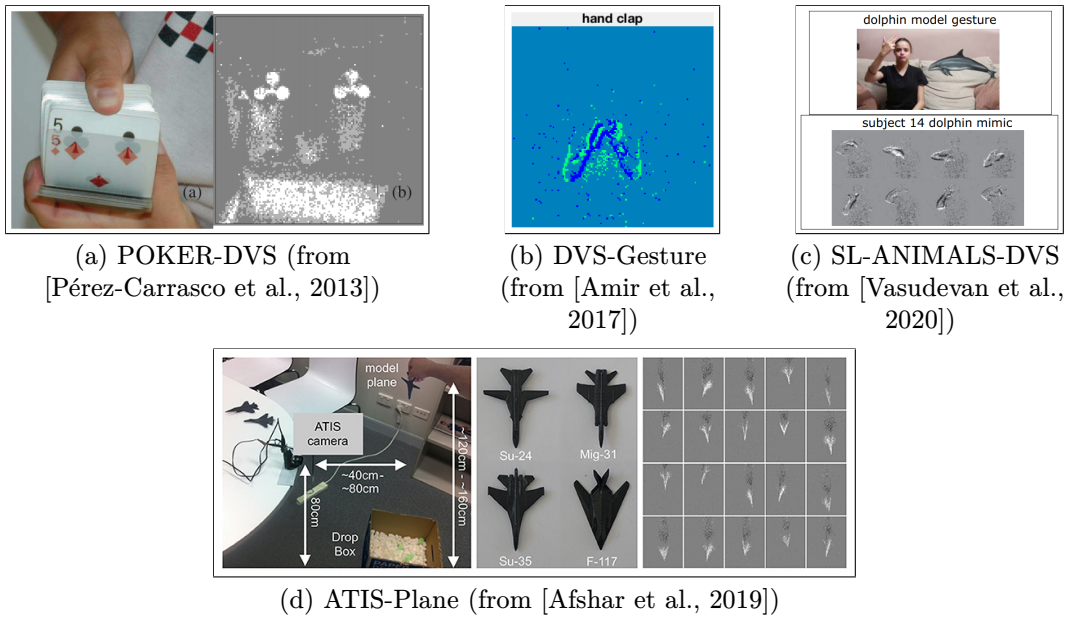 5
5
(a)
(b)
(a) POKER-DVS (from
[Pérez-Carrasco et al., 2013])
hand clap
(b) DVS-Gesture
(from [Amir et al.,
2017])
dolphin model gesture
subject 14 dolphin mimic
(c) SL-ANIMALS-DVS
(from [Vasudevan et al.,
2020])
model
plane
ATIS
camera
~40cm-
~80cm
80cm
~120cm - ~160cm
Drop
Box
Su-24
Mig-31
Su-35
F-117
(d) ATIS-Plane (from [Afshar et al., 2019])